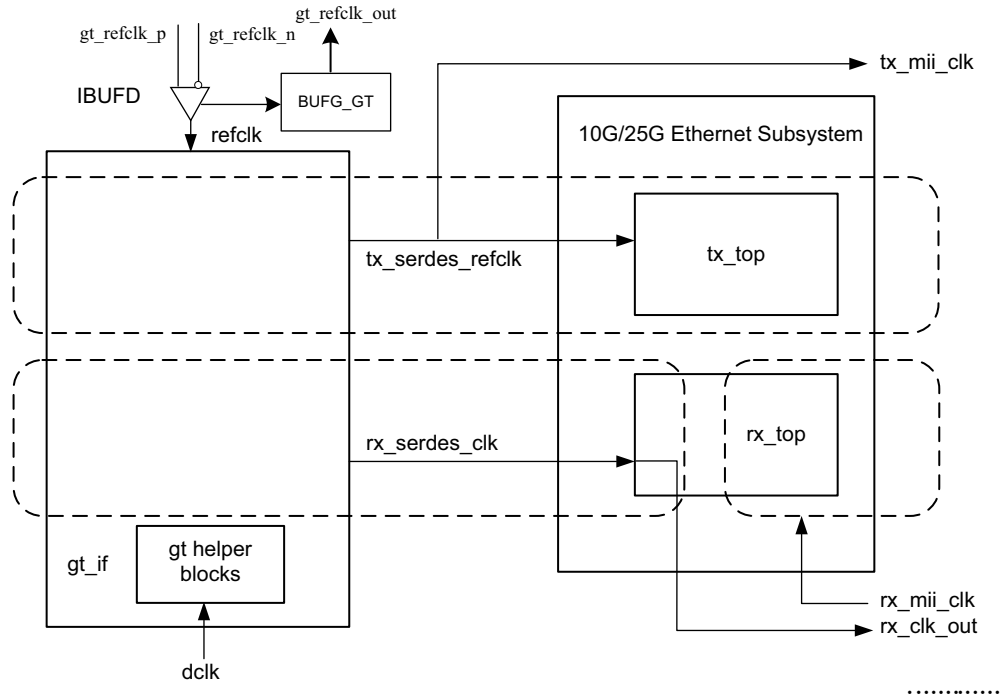 gt_refclk_out
gt_refclk_p
gt_refclk_n
tx_mii_clk
IBUFD
BUFG_GT
refclk
10G/25G Ethernet Subsystem
tx_serdes_refclk
tx_top
rx_serdes_clk
rx_top
gt_if
gt helper
blocks
rx_mii_clk
rx_clk_out
dclk